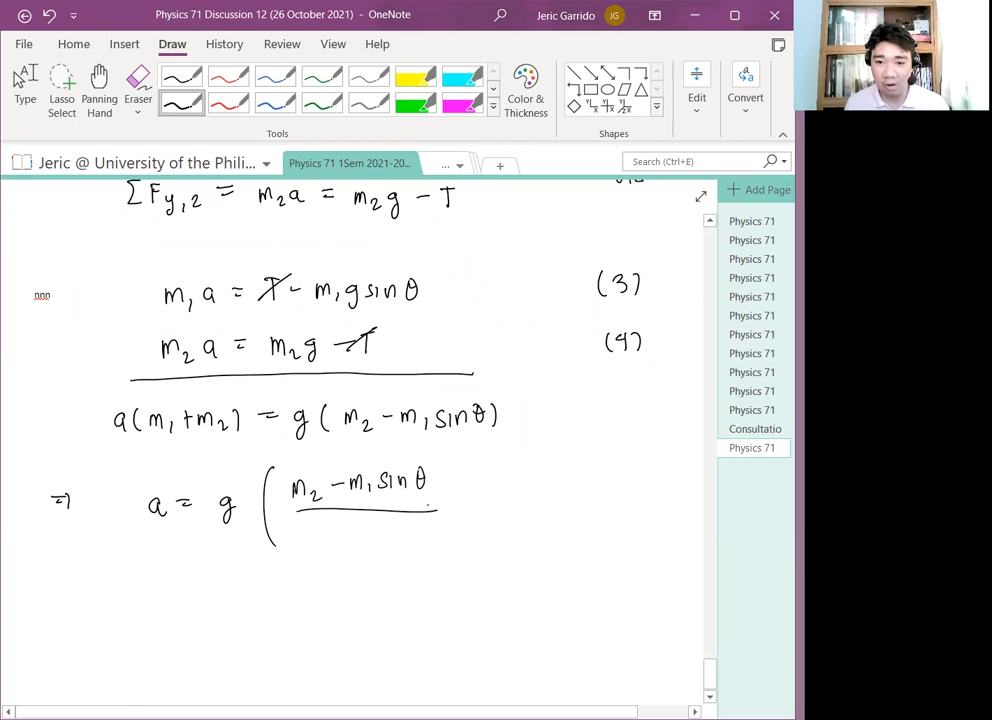 Physics 71 Discussion 12 (26 October 2021) - OneNote
Jeric Garrido JG
File Home Insert Draw History Review View Help
Type Lasso Select Panning Hand Eraser Color & Thickness Edit Convert
Tools Shapes
Jeric @ University of the Phili... Physics 71 1Sem 2021-20... ... Search (Ctrl+E)
Add Page
ΣFy,2 = m₂a = m₂g - T
Physics 71
Physics 71
Physics 71
Physics 71
Physics 71
Physics 71
Physics 71
Physics 71
Physics 71
Physics 71
Physics 71
Consultatio
Physics 71
nnn
m₁a = T - m₁g sin θ (3)
m₂a = m₂g - T (4)
a(m₁ + m₂) = g(m₂ - m₁ sin θ)
⇒ a = g ( m₂ - m₁ sin θ